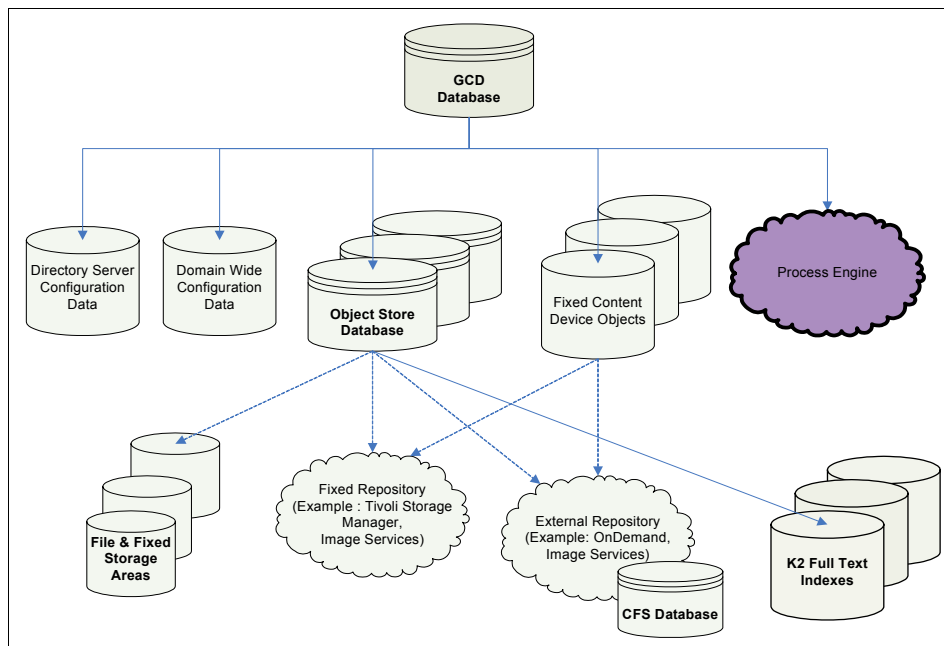 GCD
Database
Directory Server
Configuration
Data
Domain Wide
Configuration
Data
Object Store
Database
Fixed Content
Device Objects
Process Engine
File & Fixed
Storage
Areas
Fixed Repository
(Example : Tivoli Storage
Manager,
Image Services)
External Repository
(Example: OnDemand,
Image Services)
CFS Database
K2 Full Text
Indexes